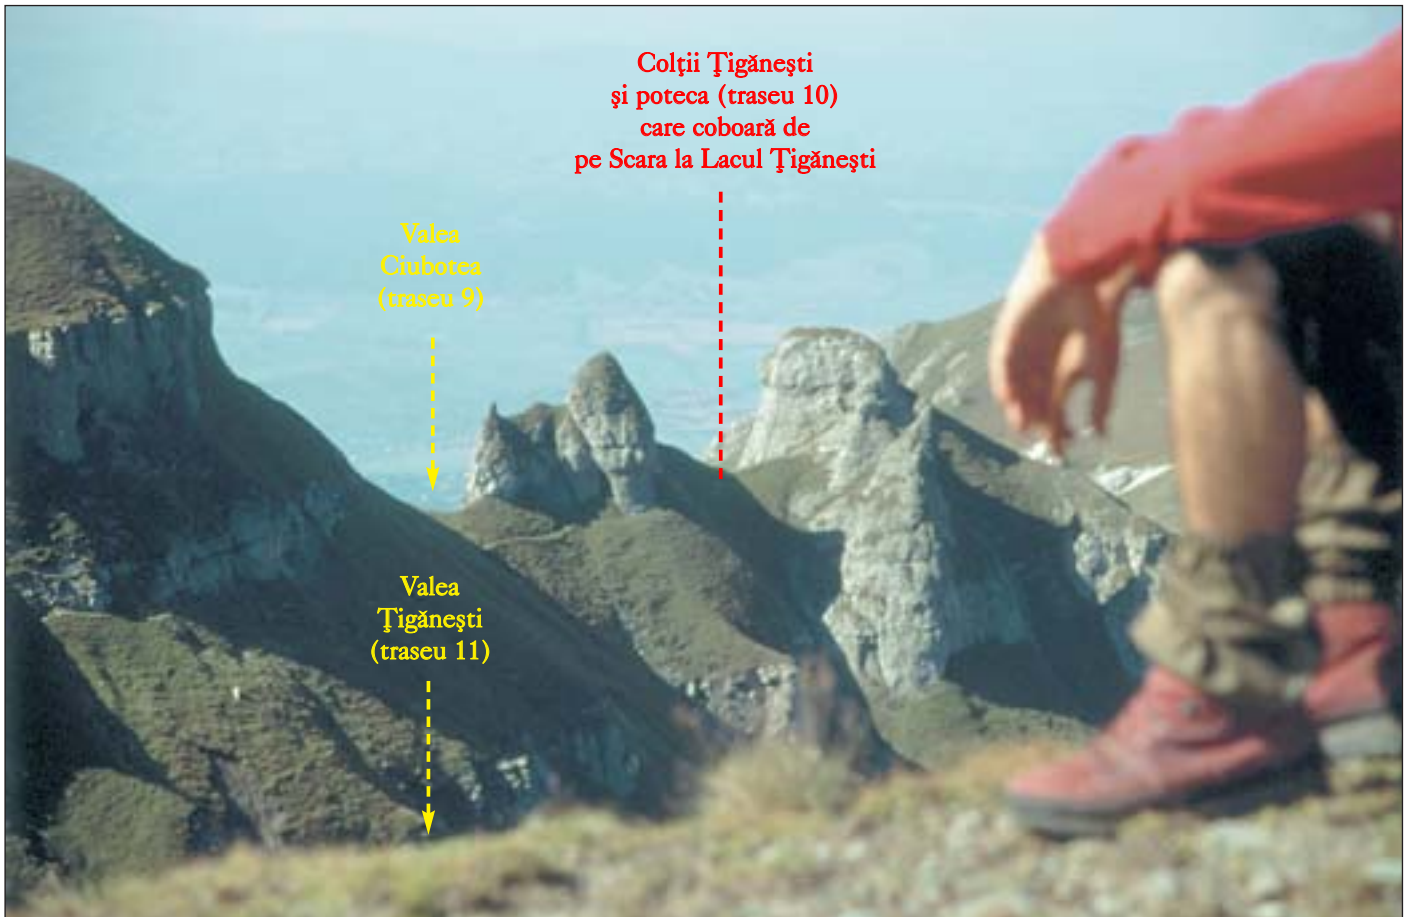 Colţii Ţigăneşti
şi poteca (traseu 10)
care coboară de
pe Scara la Lacul Ţigăneşti
Valea
Ciubotea
(traseu 9)
Valea
Ţigăneşti
(traseu 11)